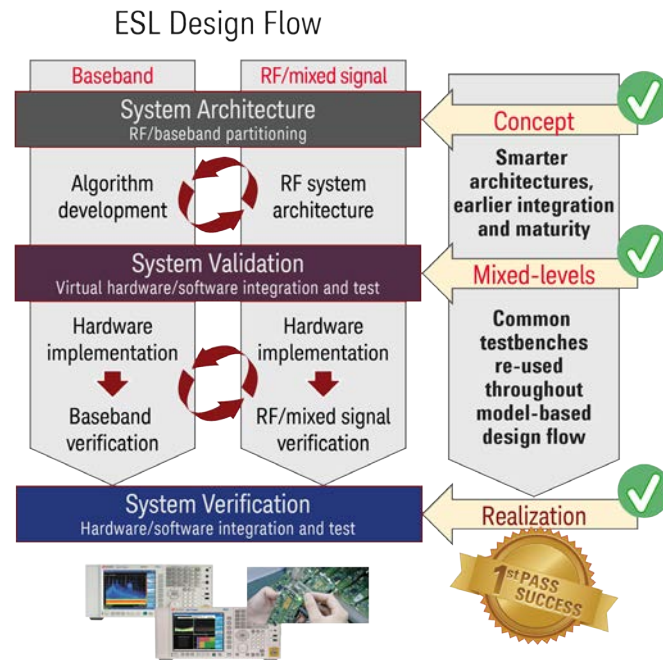 ESL Design Flow
Baseband
RF/mixed signal
System Architecture
RF/baseband partitioning
Concept
Algorithm
development
RF system
architecture
Smarter
architectures,
earlier integration
and maturity
System Validation
Virtual hardware/software integration and test
Mixed-levels
Hardware
implementation
Hardware
implementation
Baseband
verification
RF/mixed signal
verification
Common
testbenches
re-used
throughout
model-based
design flow
System Verification
Hardware/software integration and test
Realization
1st PASS
SUCCESS